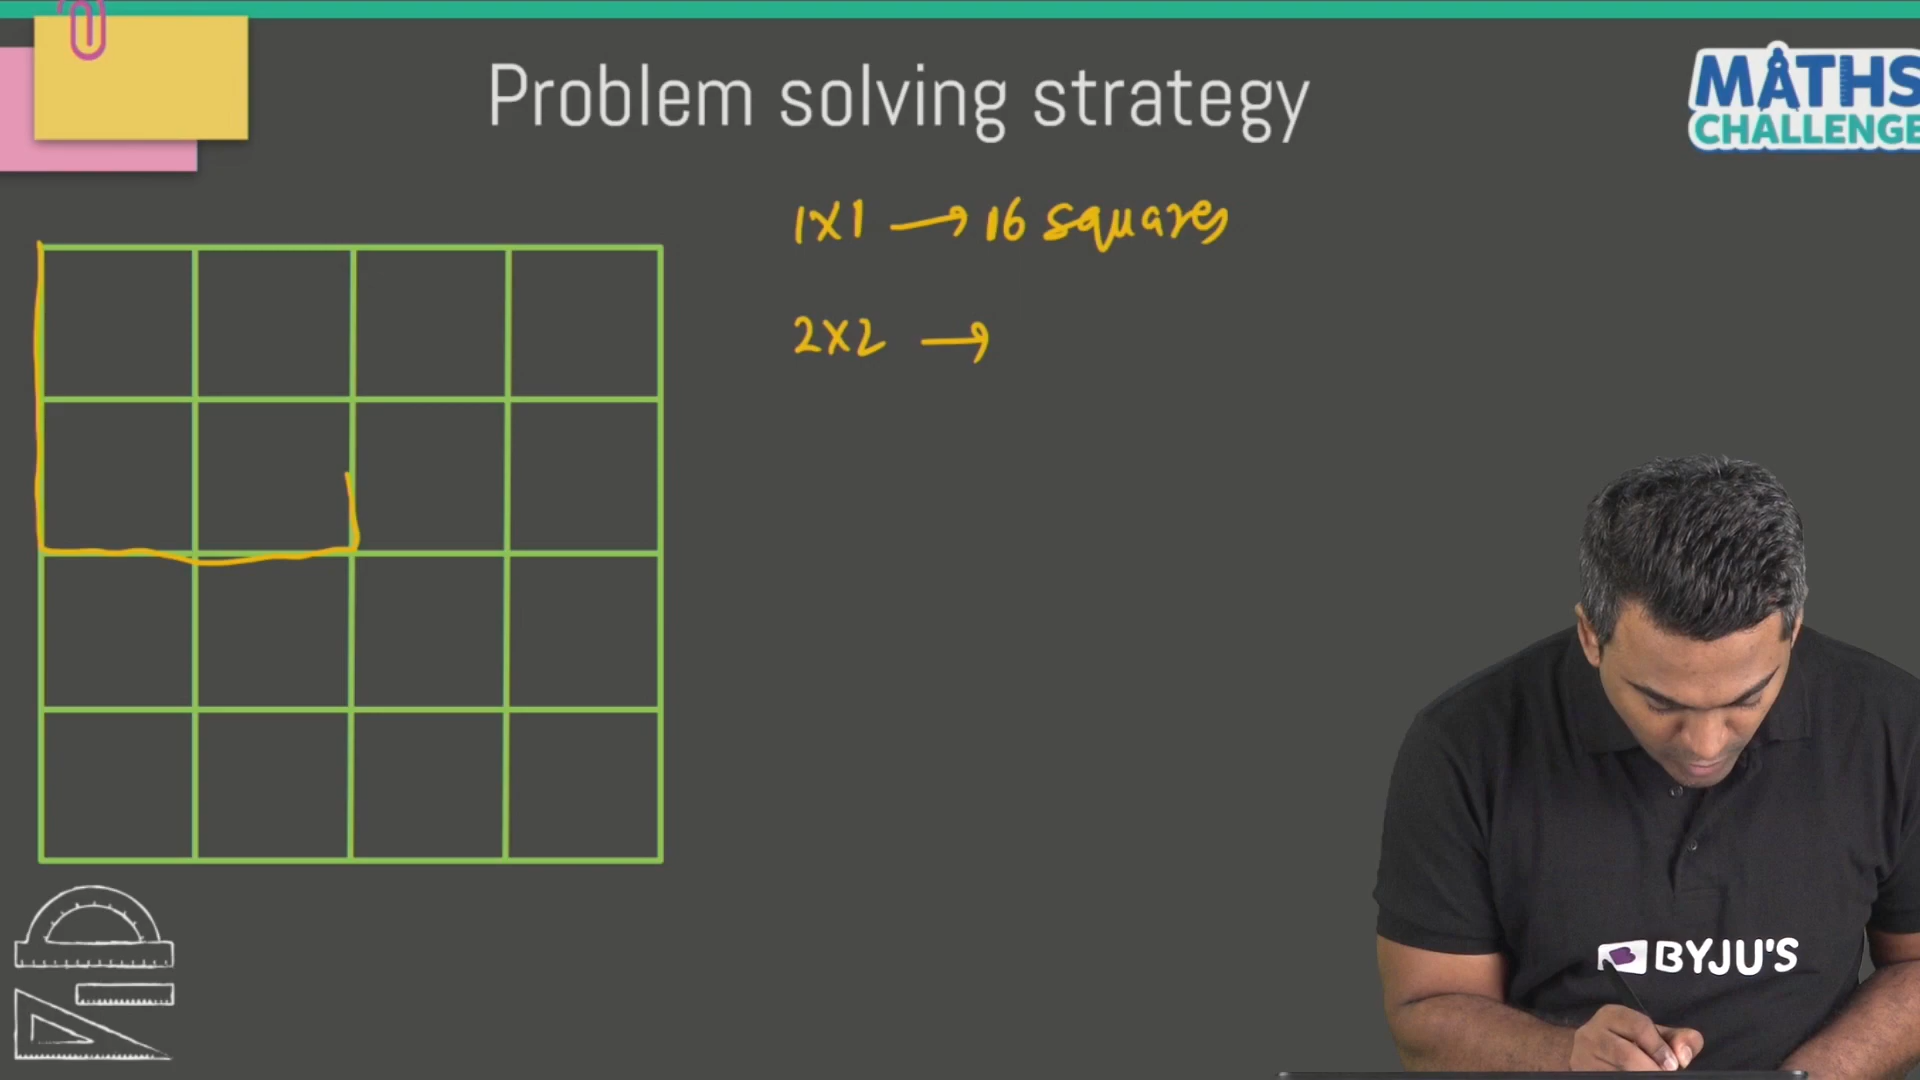 Problem solving strategy
MATHS
CHALLENGE
1x1 → 16 squares
2x2 →
BYJU'S